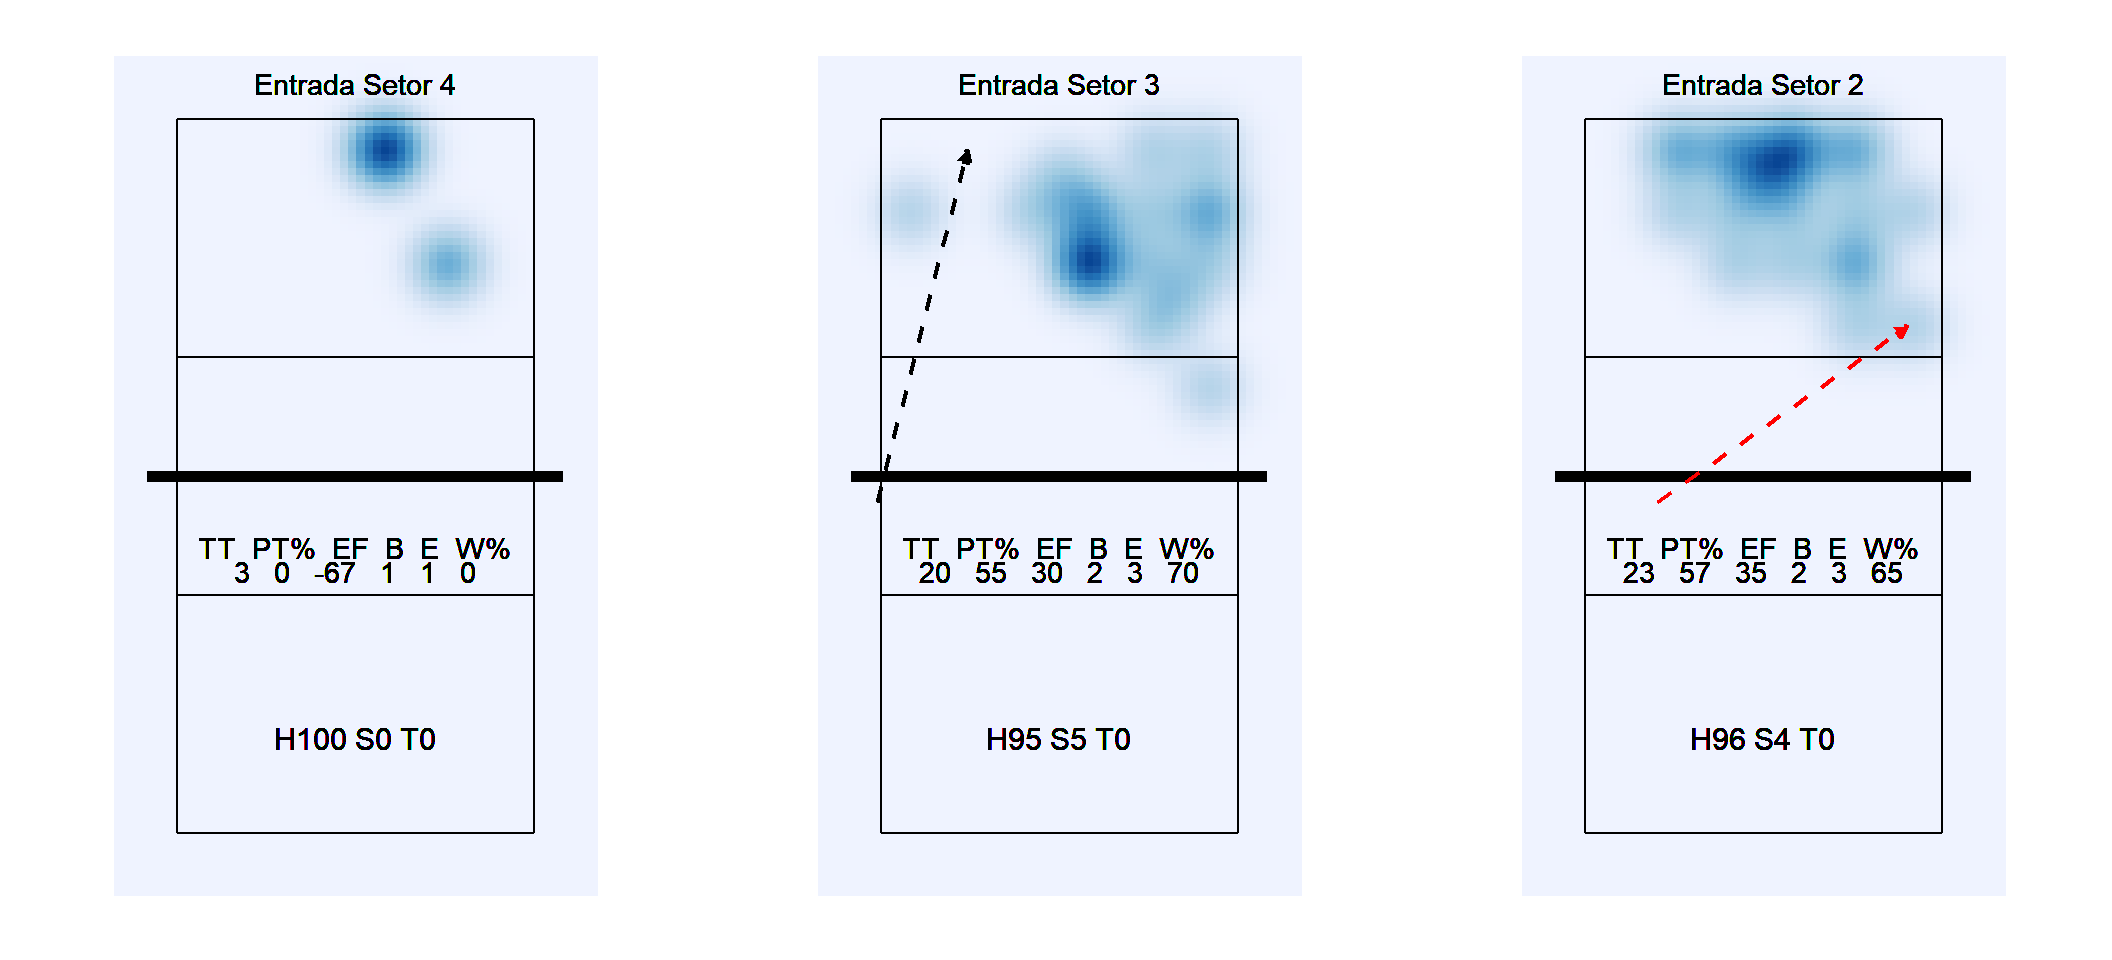 Entrada Setor 4
TT PT% EF B E W%
3 0 -67 1 1 0
H100 S0 T0
Entrada Setor 3
TT PT% EF B E W%
20 55 30 2 3 70
H95 S5 T0
Entrada Setor 2
TT PT% EF B E W%
23 57 35 2 3 65
H96 S4 T0